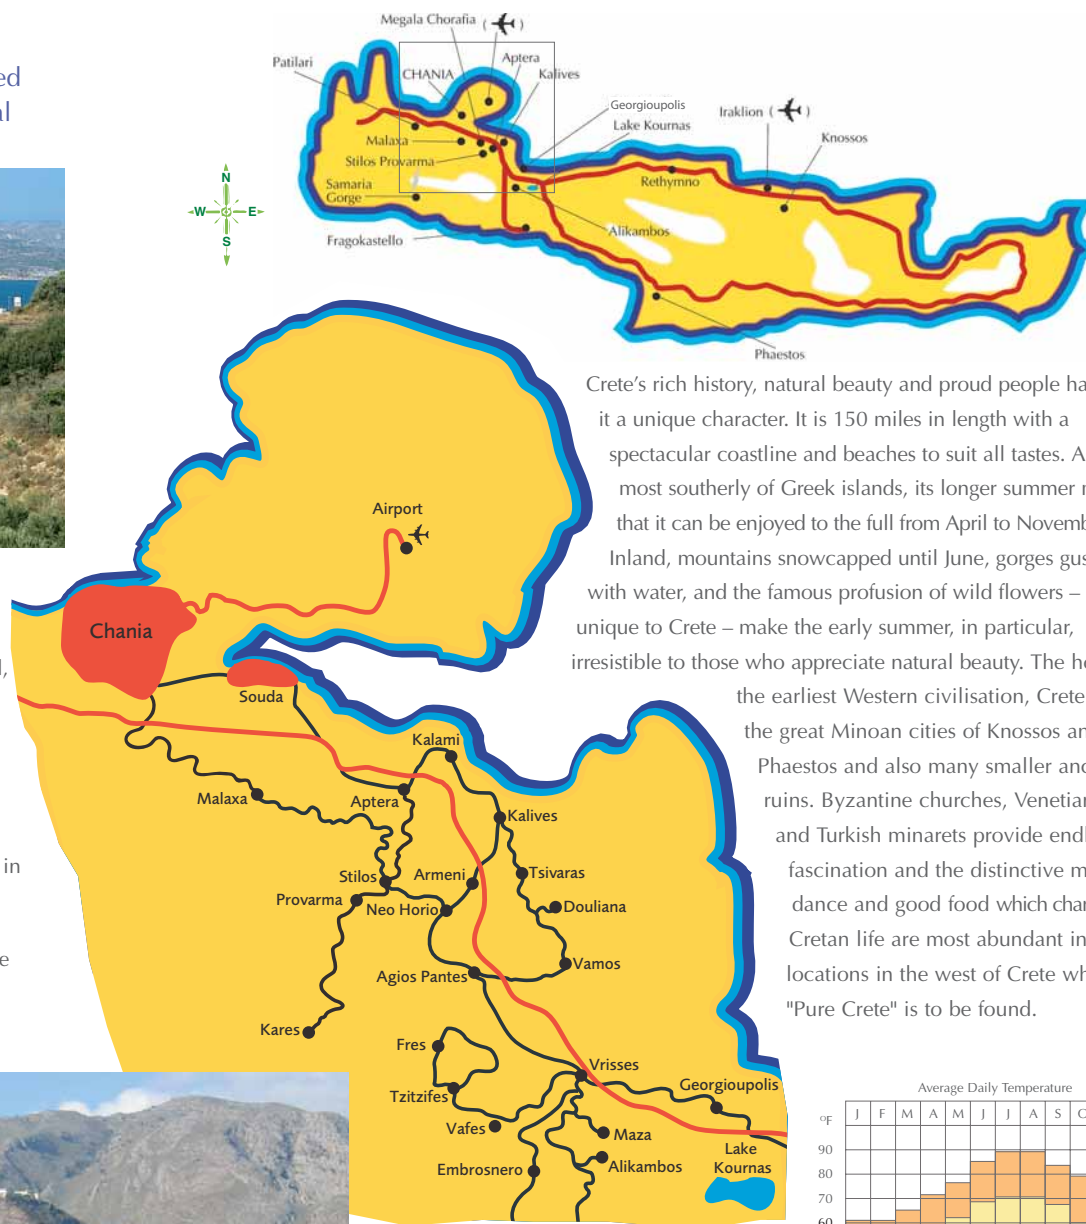 ed
al
Megala Chorafia ( )
Patilari
CHANIA
Aptera
Kalives
Georgioupolis
Lake Kournas
Iraklion ( )
Knossos
Malaxa
Stilos Provarma
Samaria
Gorge
Rethymno
Fragokastello
Alikambos
Phaestos
N
W E
S
Crete's rich history, natural beauty and proud people ha
it a unique character. It is 150 miles in length with a
spectacular coastline and beaches to suit all tastes. A
most southerly of Greek islands, its longer summer
that it can be enjoyed to the full from April to Novemb
Inland, mountains snowcapped until June, gorges gus
with water, and the famous profusion of wild flowers –
unique to Crete – make the early summer, in particular,
irresistible to those who appreciate natural beauty. The
the earliest Western civilisation, Crete
the great Minoan cities of Knossos an
Phaestos and also many smaller anc
ruins. Byzantine churches, Venetian
and Turkish minarets provide endl
fascination and the distinctive m
dance and good food which char
Cretan life are most abundant in
locations in the west of Crete wh
"Pure Crete" is to be found.
l,
in
e
Airport
Chania
Souda
Kalami
Malaxa
Aptera
Kalives
Stilos
Armeni
Tsivaras
Provarma
Neo Horio
Douliana
Agios Pantes
Vamos
Kares
Fres
Vrisses
Tzitzifes
Georgioupolis
Vafes
Maza
Embrosnero
Alikambos
Lake
Kournas
Average Daily Temperature
°F J F M A M J J A S O
90
80
70
60